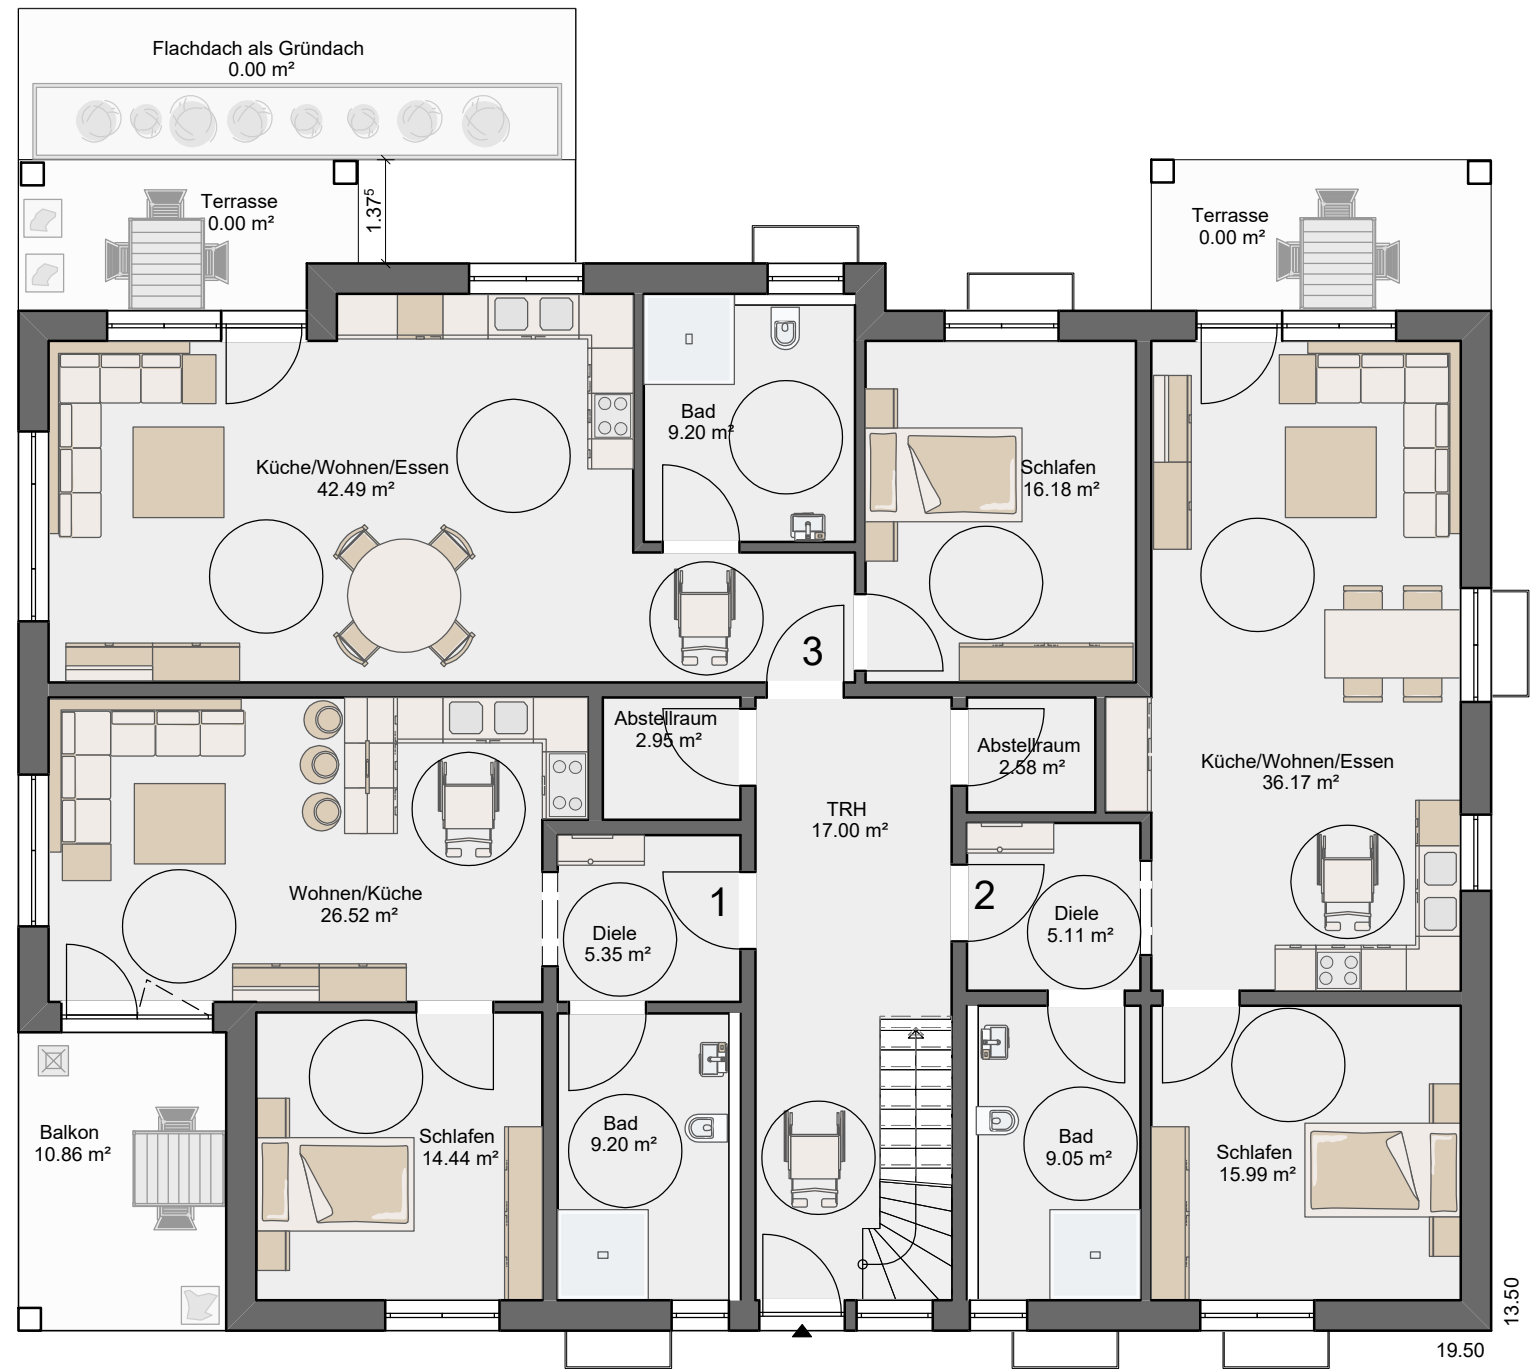 Flachdach als Gründach
0.00 m²
Terrasse
0.00 m²
1.37⁵
Terrasse
0.00 m²
Bad
9.20 m²
Küche/Wohnen/Essen
42.49 m²
Schlafen
16.18 m²
3
Abstellraum
2.95 m²
Abstellraum
2.58 m²
Küche/Wohnen/Essen
36.17 m²
TRH
17.00 m²
Wohnen/Küche
26.52 m²
1
2
Diele
5.35 m²
Diele
5.11 m²
Balkon
10.86 m²
Schlafen
14.44 m²
Bad
9.20 m²
Bad
9.05 m²
Schlafen
15.99 m²
13.50
19.50